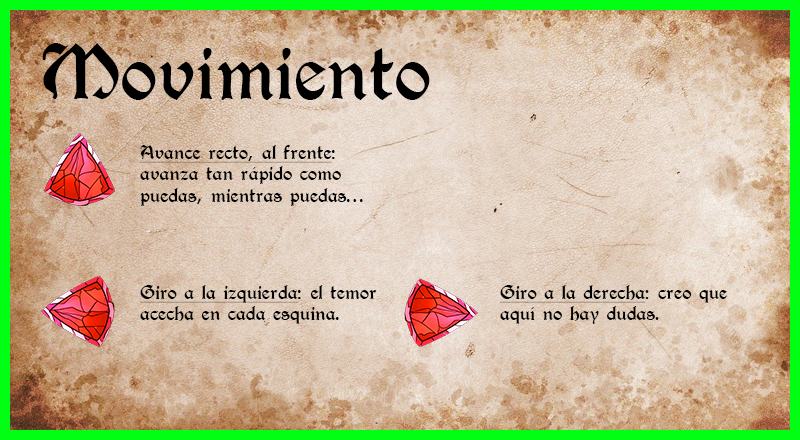 Movimiento
Avance recto, al frente:
avanza tan rápido como
puedas, mientras puedas...
Giro a la izquierda: el temor
acecha en cada esquina.
Giro a la derecha: creo que
aquí no hay dudas.